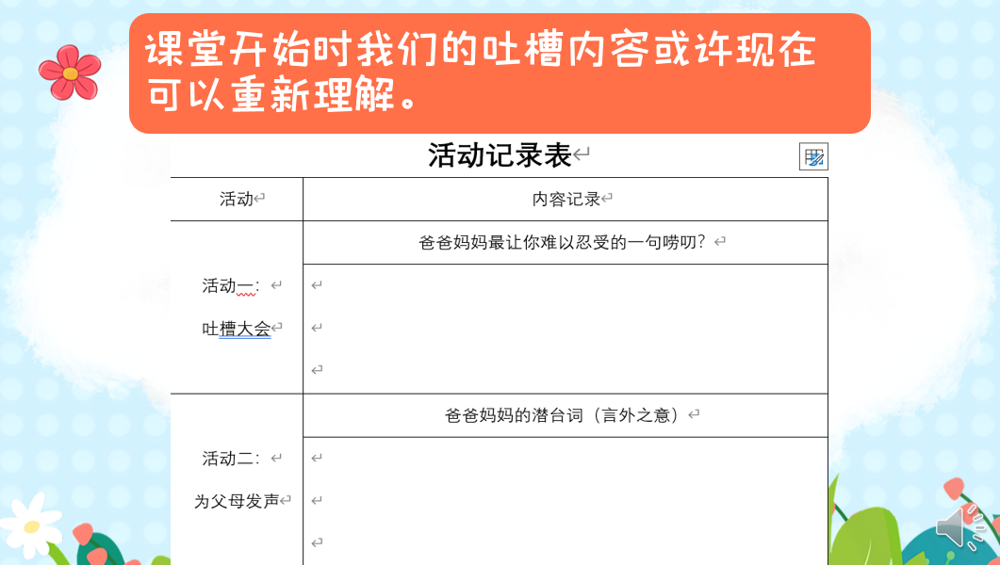 课堂开始时我们的吐槽内容或许现在
可以重新理解。
活动记录表
活动 内容记录
爸爸妈妈最让你难以忍受的一句唠叨？
活动一：
吐槽大会
爸爸妈妈的潜台词（言外之意）
活动二：
为父母发声